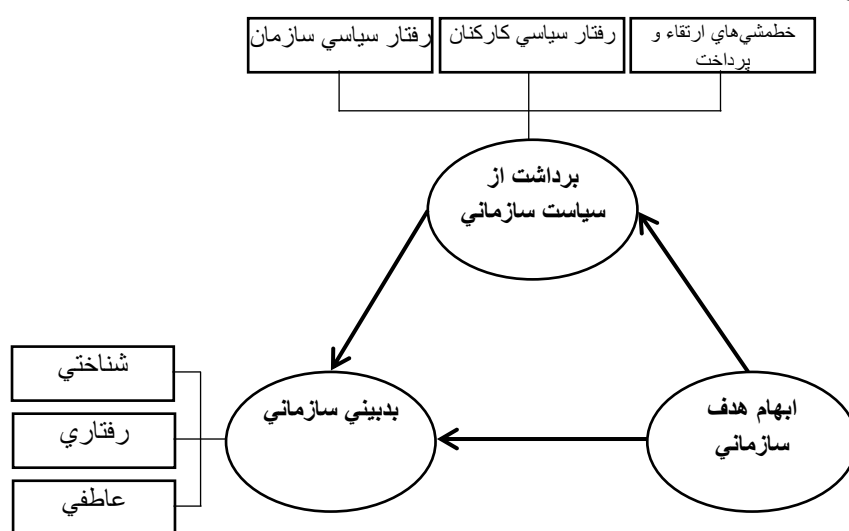 خطمشي‌هاي ارتقاء و
پرداخت
رفتار سياسي كاركنان
رفتار سياسي سازمان
برداشت از
سياست سازماني
ابهام هدف
سازماني
بدبيني سازماني
شناختي
رفتاري
عاطفي